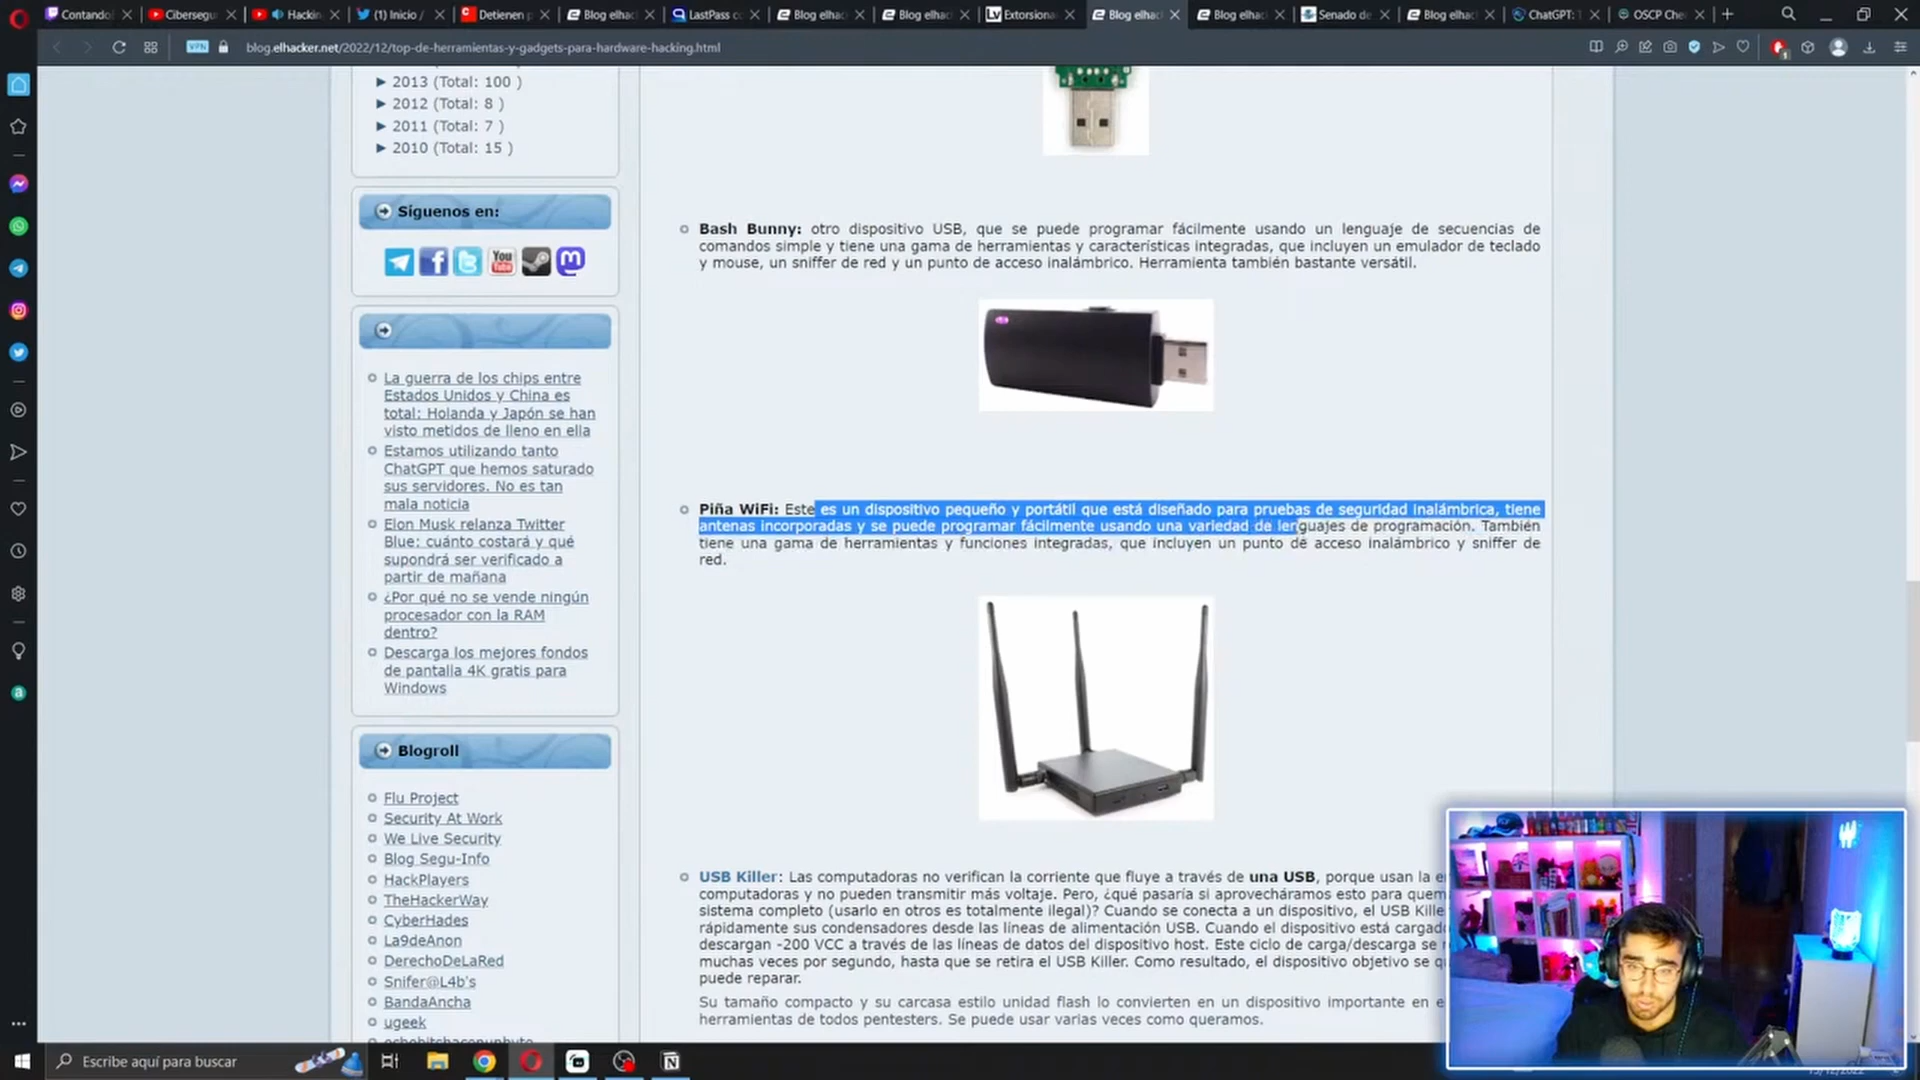 Contando
Cibersegu
Hackin
(1) Inicio /
Detienen p
Blog elhac
LastPass co
Blog elhac
Blog elhac
Extorsiona
Blog elhac
Blog elhac
Senado de
Blog elhac
ChatGPT: T
OSCP Che
VPN
blog.elhacker.net/2022/12/top-de-herramientas-y-gadgets-para-hardware-hacking.html
► 2013 (Total: 100 )
► 2012 (Total: 8 )
► 2011 (Total: 7 )
► 2010 (Total: 15 )
Síguenos en:
You
La guerra de los chips entre
Estados Unidos y China es
total: Holanda y Japón se han
visto metidos de lleno en ella
Estamos utilizando tanto
ChatGPT que hemos saturado
sus servidores. No es tan
mala noticia
Elon Musk relanza Twitter
Blue: cuánto costará y qué
supondrá ser verificado a
partir de mañana
¿Por qué no se vende ningún
procesador con la RAM
dentro?
Descarga los mejores fondos
de pantalla 4K gratis para
Windows
Blogroll
Flu Project
Security At Work
We Live Security
Blog Segu-Info
HackPlayers
TheHackerWay
CyberHades
La9deAnon
DerechoDeLaRed
Snifer@L4b's
BandaAncha
ugeek
Bash Bunny: otro dispositivo USB, que se puede programar fácilmente usando un lenguaje de secuencias de
comandos simple y tiene una gama de herramientas y características integradas, que incluyen un emulador de teclado
y mouse, un sniffer de red y un punto de acceso inalámbrico. Herramienta también bastante versátil.
Piña WiFi: Este es un dispositivo pequeño y portátil que está diseñado para pruebas de seguridad inalámbrica, tiene
antenas incorporadas y se puede programar fácilmente usando una variedad de lenguajes de programación. También
tiene una gama de herramientas y funciones integradas, que incluyen un punto de acceso inalámbrico y sniffer de
red.
USB Killer: Las computadoras no verifican la corriente que fluye a través de una USB, porque usan la e
computadoras y no pueden transmitir más voltaje. Pero, ¿qué pasaría si aprovecháramos esto para quem
sistema completo (usarlo en otros es totalmente ilegal)? Cuando se conecta a un dispositivo, el USB Kille
rápidamente sus condensadores desde las líneas de alimentación USB. Cuando el dispositivo está cargado
descargan -200 VCC a través de las líneas de datos del dispositivo host. Este ciclo de carga/descarga se r
muchas veces por segundo, hasta que se retira el USB Killer. Como resultado, el dispositivo objetivo se q
puede reparar.
Su tamaño compacto y su carcasa estilo unidad flash lo convierten en un dispositivo importante en e
herramientas de todos pentesters. Se puede usar varias veces como queramos.
Escribe aquí para buscar